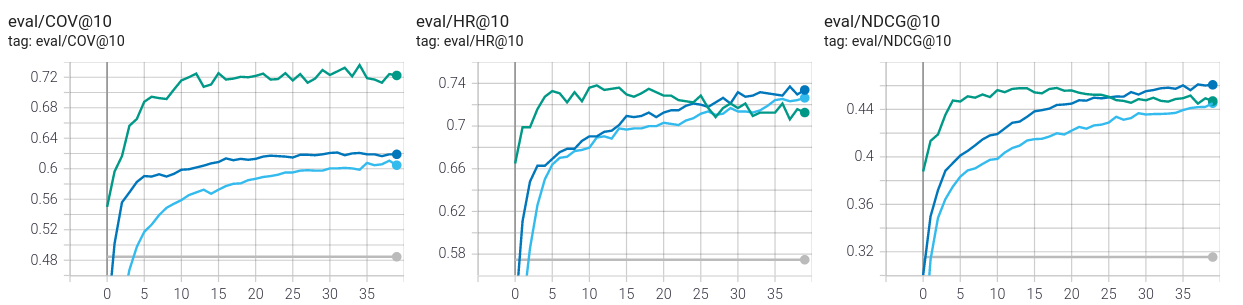 eval/COV@10
tag: eval/COV@10
0.72
0.68
0.64
0.6
0.56
0.52
0.48
0 5 10 15 20 25 30 35
eval/HR@10
tag: eval/HR@10
0.74
0.7
0.66
0.62
0.58
0 5 10 15 20 25 30 35
eval/NDCG@10
tag: eval/NDCG@10
0.44
0.4
0.36
0.32
0 5 10 15 20 25 30 35